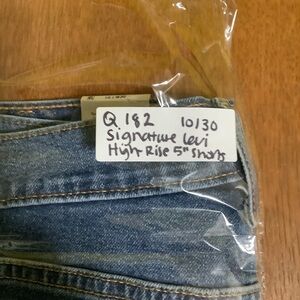 Q 182 10/30
Signature Levi
High-Rise 5" Shorts